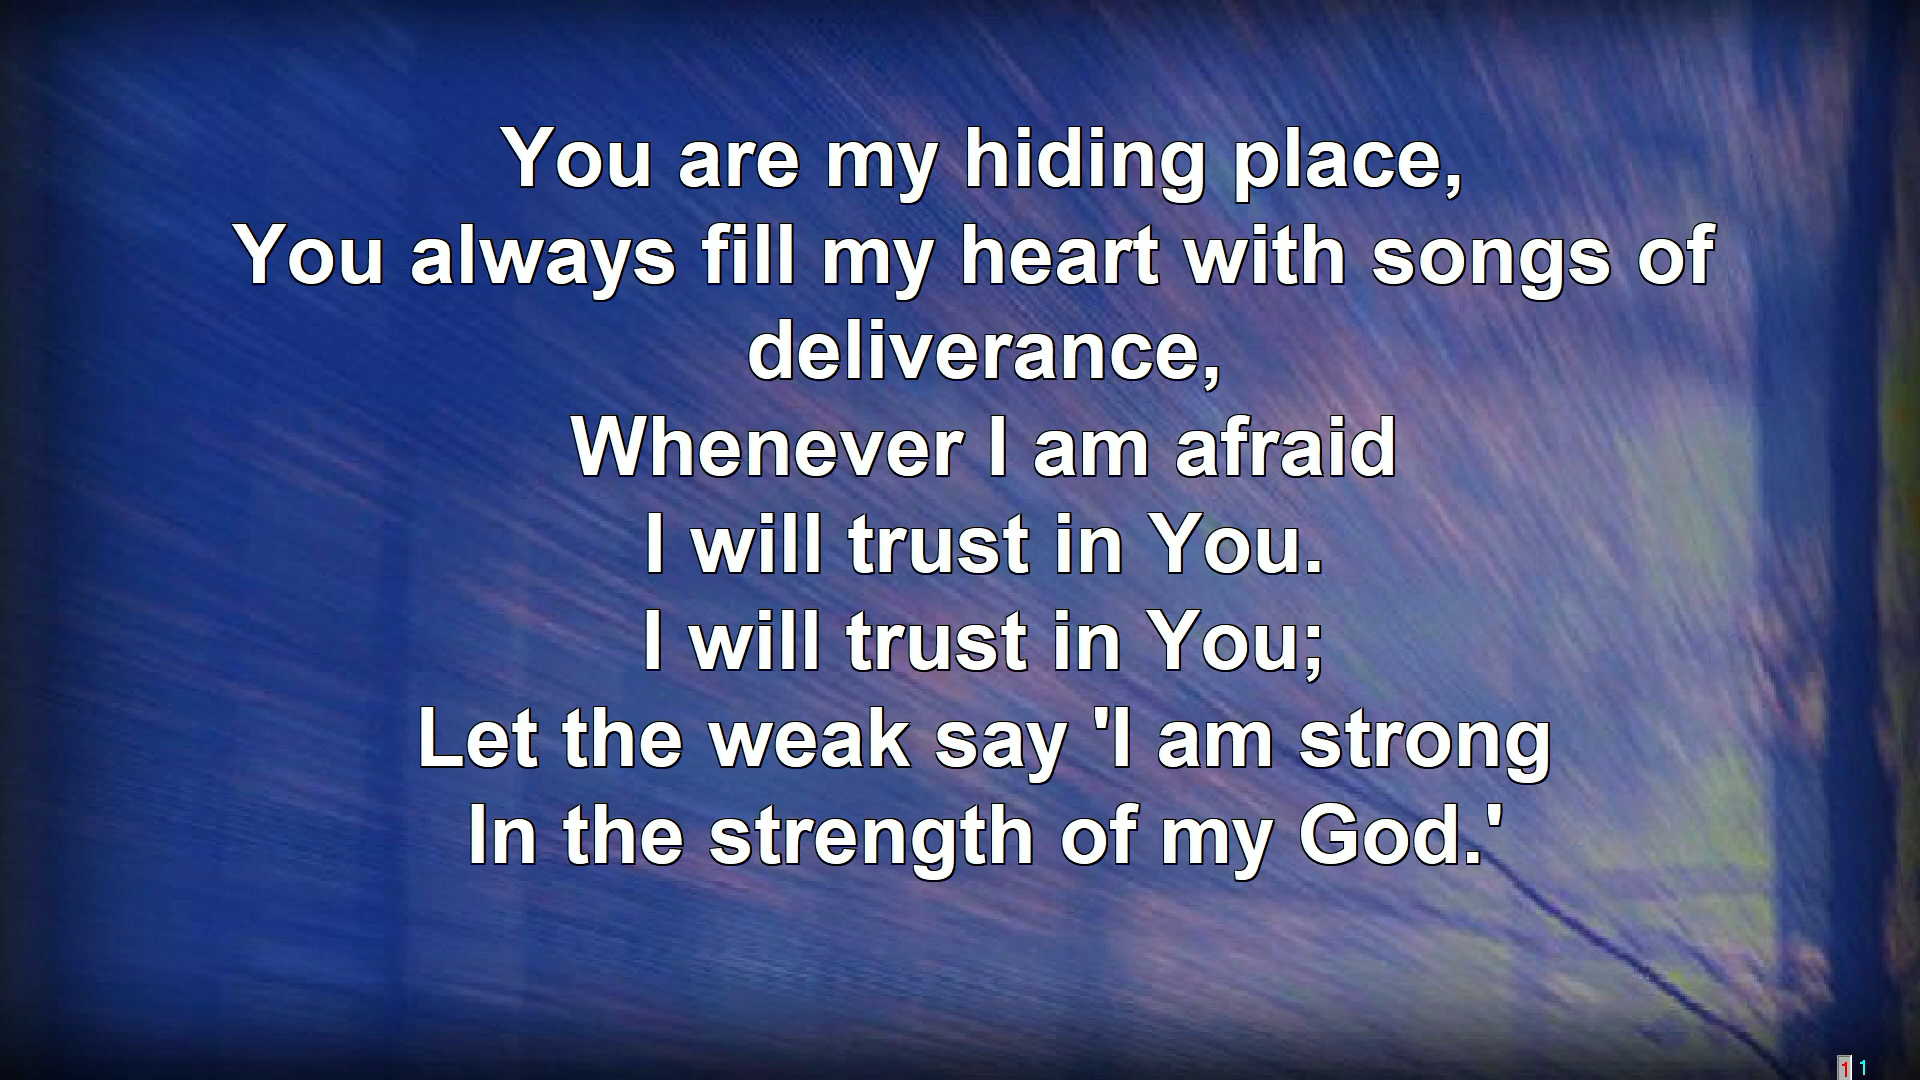 You are my hiding place,
You always fill my heart with songs of
deliverance,
Whenever I am afraid
I will trust in You.
I will trust in You;
Let the weak say 'I am strong
In the strength of my God.'
1 1